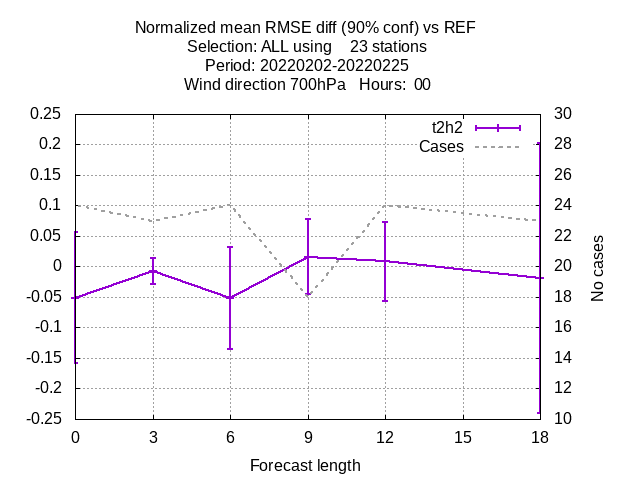 Normalized mean RMSE diff (90% conf) vs REF
Selection: ALL using    23 stations
Period: 20220202-20220225
Wind direction 700hPa   Hours:  00
0.25
0.2
0.15
0.1
0.05
0
-0.05
-0.1
-0.15
-0.2
-0.25
t2h2
Cases
30
28
26
24
22
20
18
16
14
12
10
No cases
0 3 6 9 12 15 18
Forecast length